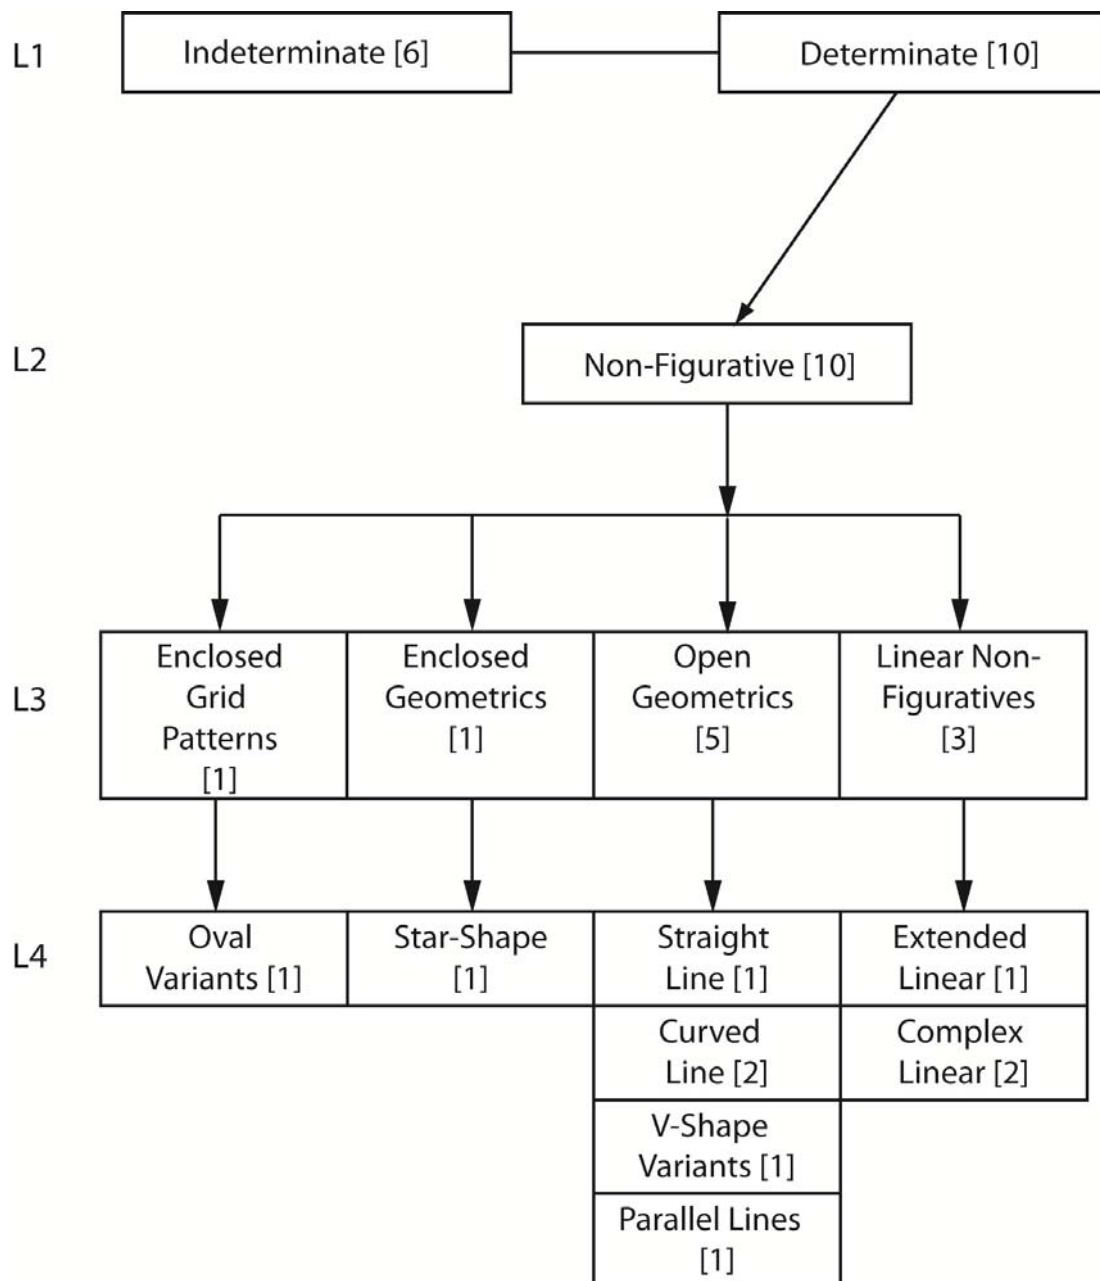 L1
Indeterminate [6]
Determinate [10]
L2
Non-Figurative [10]
L3
Enclosed
Grid
Patterns
[1]
Enclosed
Geometrics
[1]
Open
Geometrics
[5]
Linear Non-
Figuratives
[3]
L4
Oval
Variants [1]
Star-Shape
[1]
Straight
Line [1]
Extended
Linear [1]
Curved
Line [2]
Complex
Linear [2]
V-Shape
Variants [1]
Parallel Lines
[1]